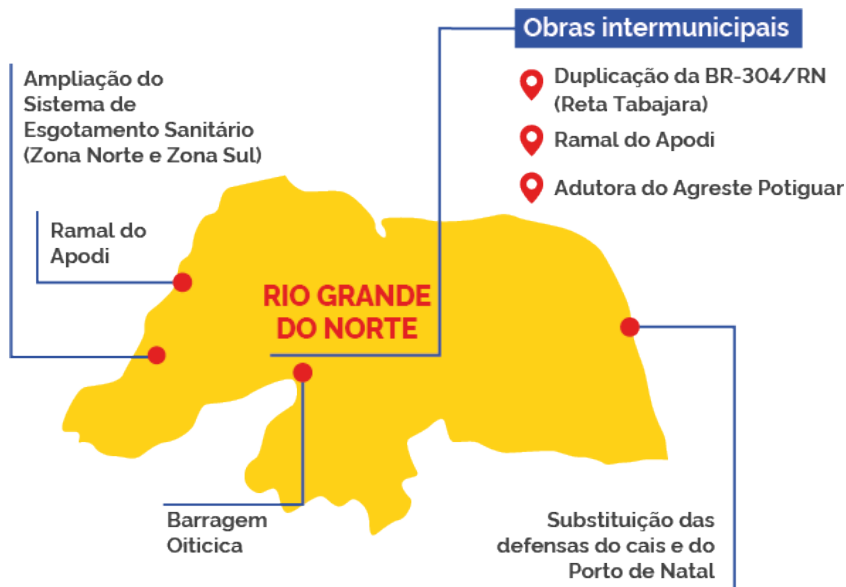 Obras intermunicipais
Duplicação da BR-304/RN
(Reta Tabajara)
Ramal do Apodi
Adutora do Agreste Potiguar
Ampliação do
Sistema de
Esgotamento Sanitário
(Zona Norte e Zona Sul)
Ramal do
Apodi
RIO GRANDE
DO NORTE
Barragem
Oiticica
Substituição das
defensas do cais e do
Porto de Natal